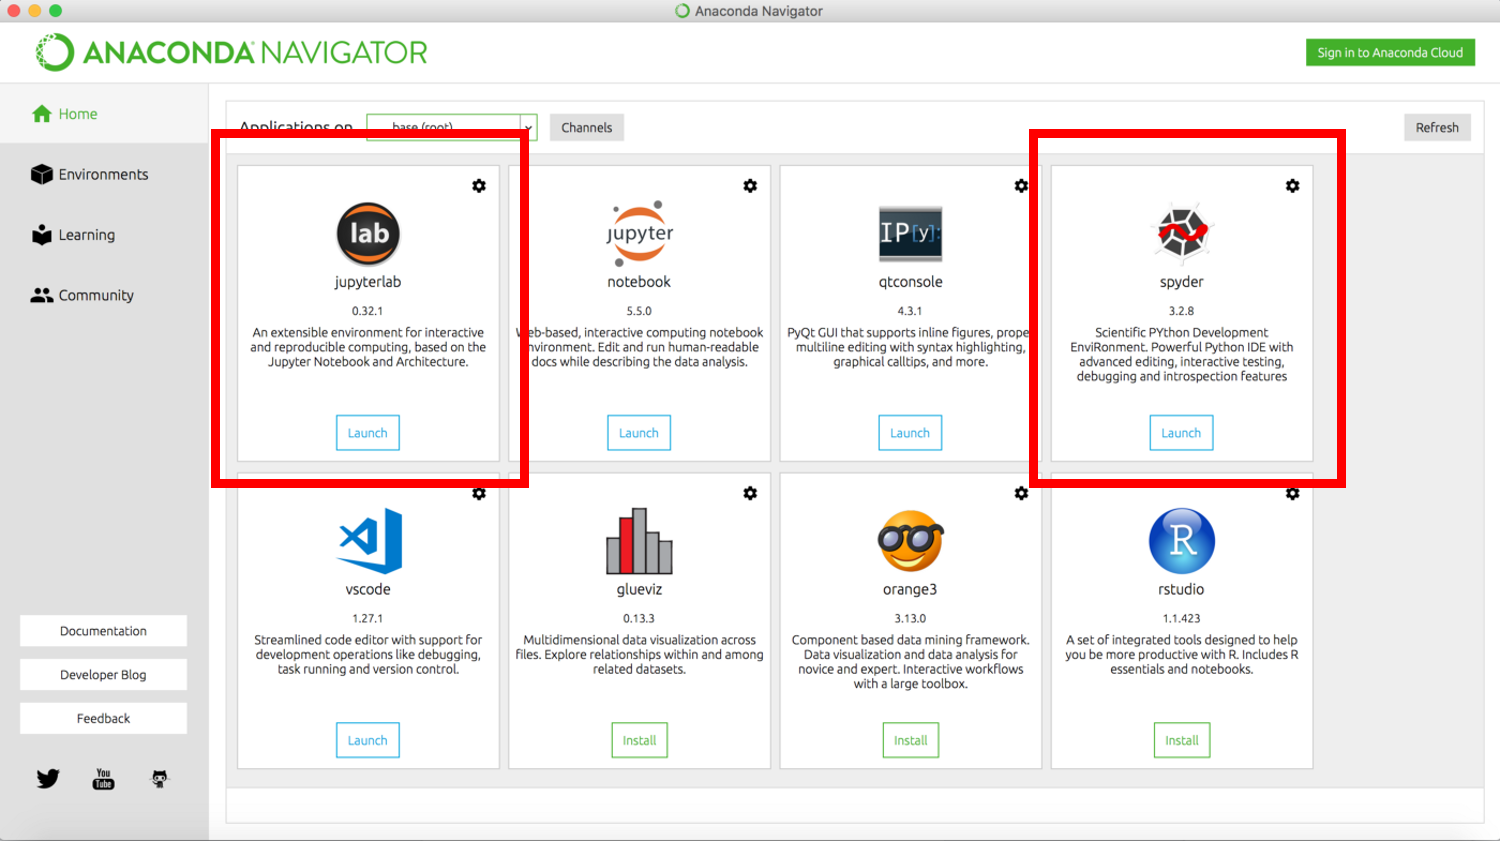 Anaconda Navigator
ANACONDA NAVIGATOR
Sign in to Anaconda Cloud
Home
Environments
Learning
Community
Documentation
Developer Blog
Feedback
You
Tube
Applications on
base (root)
Channels
Refresh
lab
jupyterlab
0.32.1
An extensible environment for interactive
and reproducible computing, based on the
Jupyter Notebook and Architecture.
Launch
jupyter
notebook
5.5.0
Web-based, interactive computing notebook
environment. Edit and run human-readable
docs while describing the data analysis.
Launch
IP[y]:
qtconsole
4.3.1
PyQt GUI that supports inline figures, prope
multiline editing with syntax highlighting,
graphical calltips, and more.
Launch
spyder
3.2.8
Scientific PYthon Development
EnviRonment. Powerful Python IDE with
advanced editing, interactive testing,
debugging and introspection features
Launch
vscode
1.27.1
Streamlined code editor with support for
development operations like debugging,
task running and version control.
Launch
glueviz
0.13.3
Multidimensional data visualization across
files. Explore relationships within and among
related datasets.
Install
orange3
3.13.0
Component based data mining framework.
Data visualization and data analysis for
novice and expert. Interactive workflows
with a large toolbox.
Install
R
rstudio
1.1.423
A set of integrated tools designed to help
you be more productive with R. Includes R
essentials and notebooks.
Install